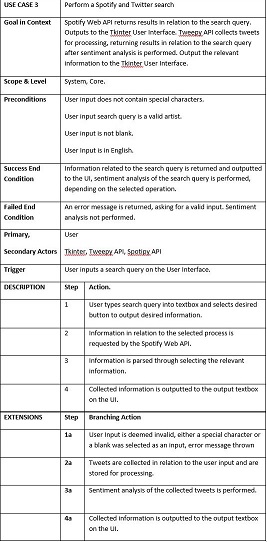 USE CASE 3 Perform a Spotify and Twitter search
Goal in Context Spotify Web API returns results in relation to the search query.
Outputs to the Tkinter User Interface. Tweepy API collects tweets
for processing, returning results in relation to the search query
after sentiment analysis is performed. Output the relevant
information to the Tkinter User Interface.
Scope & Level System, Core.
Preconditions User input does not contain special characters.
User input search query is a valid artist.
User input is not blank.
User Input is in English.
Success End Information related to the search query is returned and outputted
Condition to the UI, sentiment analysis of the search query is performed,
depending on the selected operation.
Failed End An error message is returned, asking for a valid input. Sentiment
Condition analysis not performed.
Primary, User
Secondary Actors Tkinter, Tweepy API, Spotipy API
Trigger User inputs a search query on the User Interface.
DESCRIPTION Step Action.
1 User types search query into textbox and selects desired
button to output desired information.
2 Information in relation to the selected process is
requested by the Spotify Web API.
3 Information is parsed through selecting the relevant
information.
4 Collected information is outputted to the output textbox
on the UI.
EXTENSIONS Step Branching Action
1a User Input is deemed invalid, either a special character or
a blank was selected as an input, error message thrown
2a Tweets are collected in relation to the user input and are
stored for processing.
3a Sentiment analysis of the collected tweets is performed.
4a Collected information is outputted to the output textbox
on the UI.